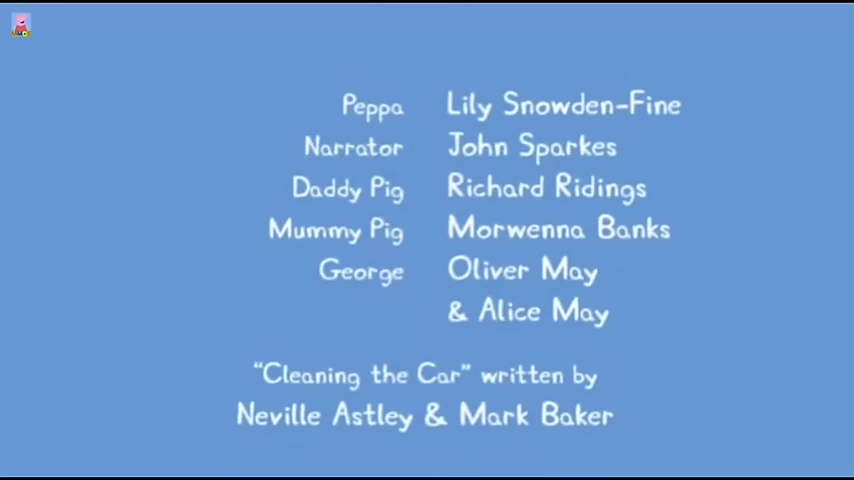 Peppa Lily Snowden-Fine
Narrator John Sparkes
Daddy Pig Richard Ridings
Mummy Pig Morwenna Banks
George Oliver May
& Alice May
"Cleaning the Car" written by
Neville Astley & Mark Baker